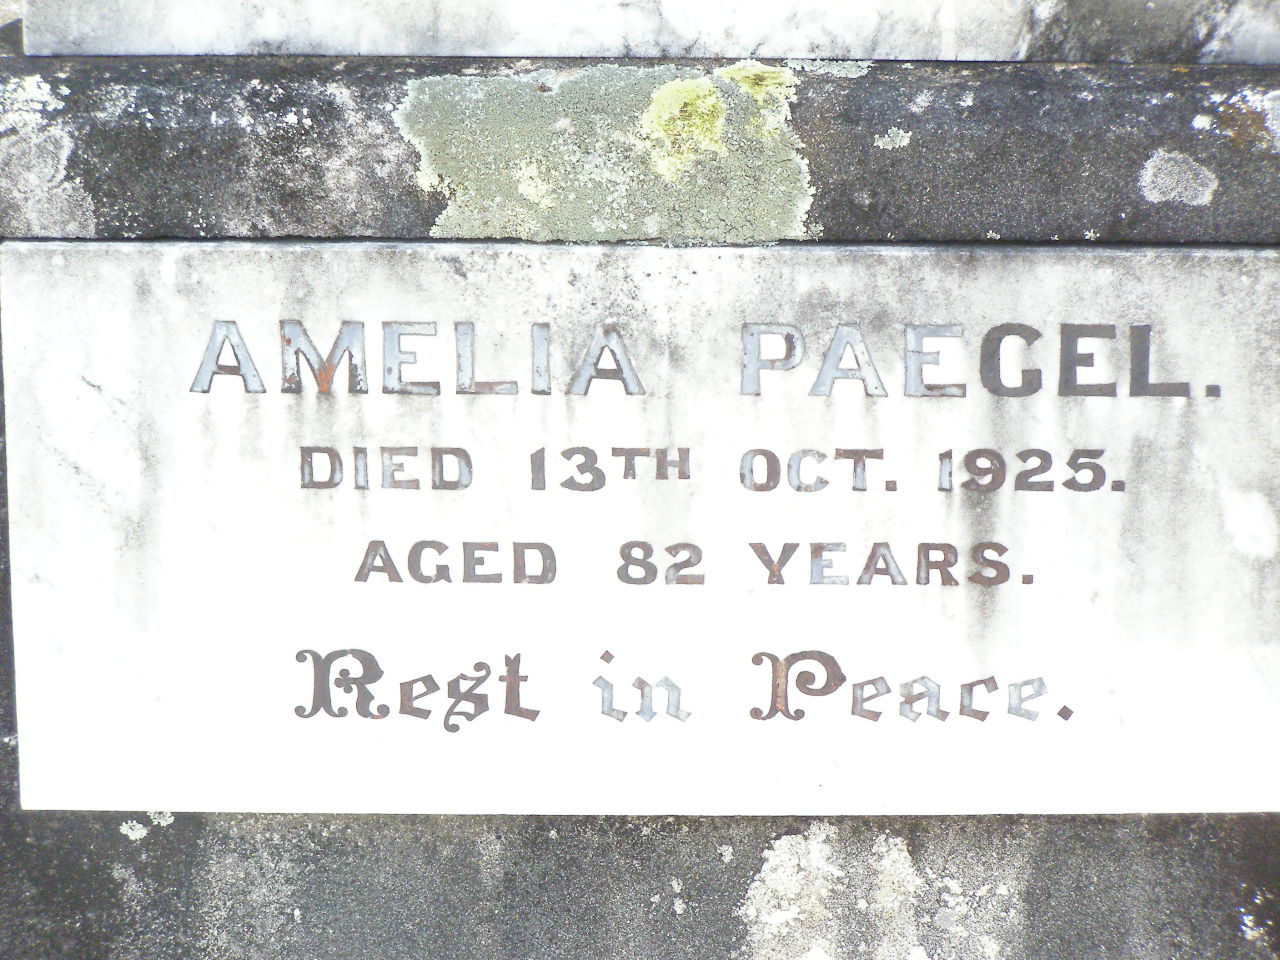 AMELIA PAEGEL.
DIED 13TH OCT. 1925.
AGED 82 YEARS.
Rest in Peace.